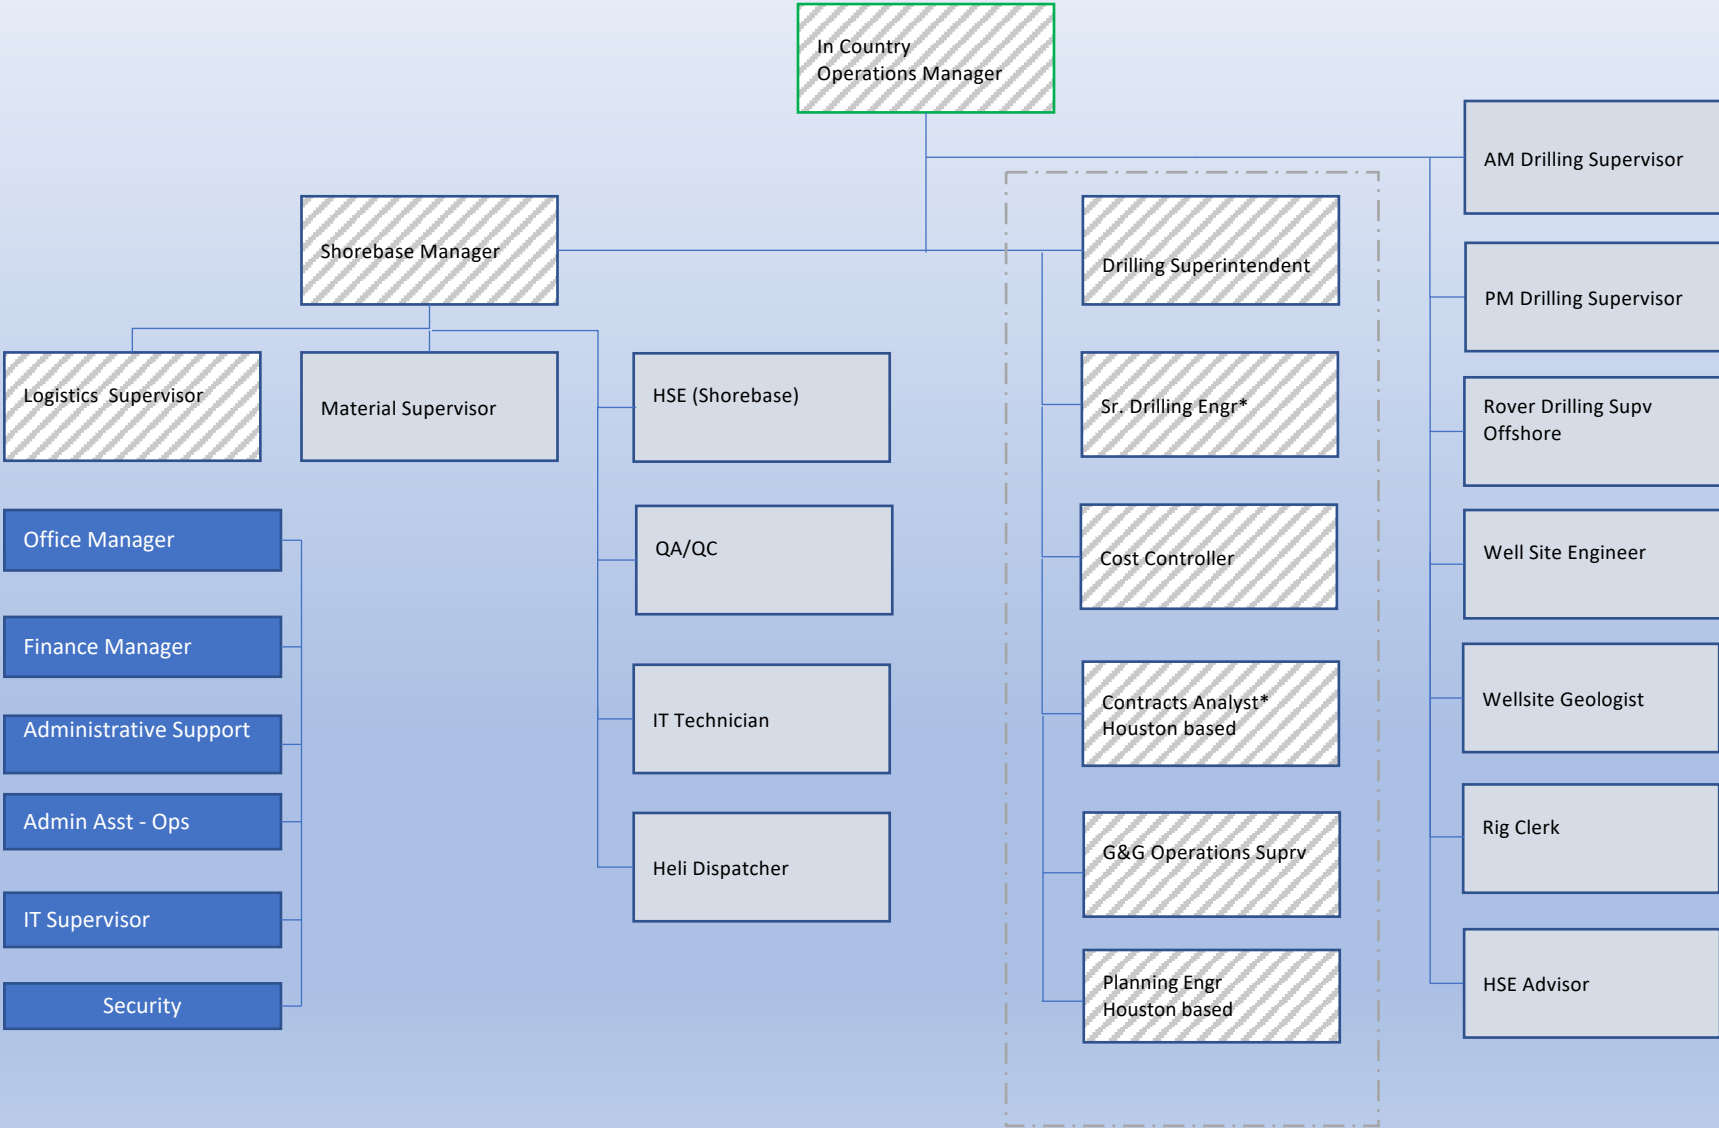 In Country
Operations Manager
AM Drilling Supervisor
Shorebase Manager
Drilling Superintendent
PM Drilling Supervisor
Logistics  Supervisor
Material Supervisor
HSE (Shorebase)
Sr. Drilling Engr*
Rover Drilling Supv
Offshore
Office Manager
QA/QC
Cost Controller
Well Site Engineer
Finance Manager
Administrative Support
IT Technician
Contracts Analyst*
Houston based
Wellsite Geologist
Admin Asst - Ops
Heli Dispatcher
G&G Operations Suprv
Rig Clerk
IT Supervisor
Security
Planning Engr
Houston based
HSE Advisor